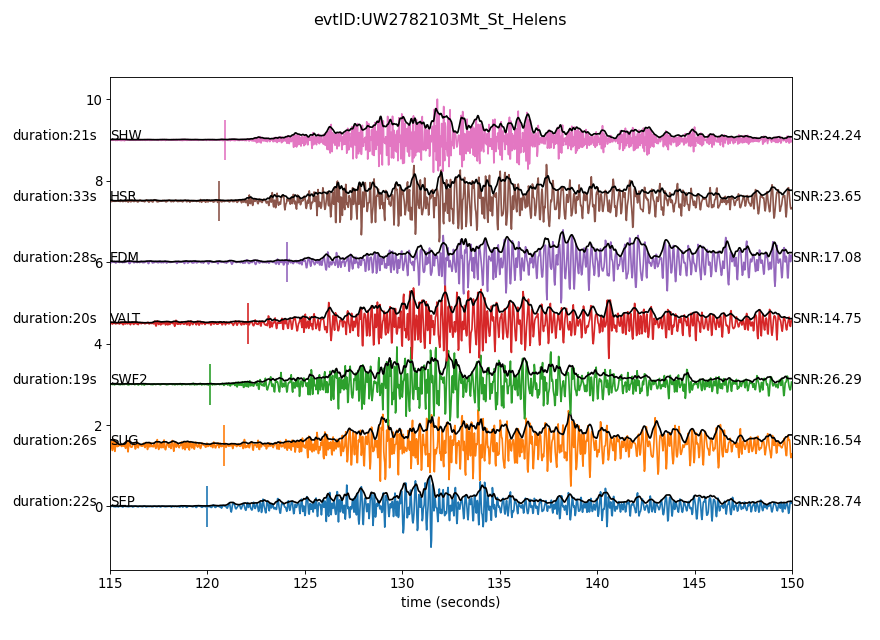 evtID:UW2782103Mt_St_Helens
10
duration:21s SHW SNR:24.24
8
duration:33s HSR SNR:23.65
duration:28s EDM SNR:17.08
6
duration:20s VALT SNR:14.75
4
duration:19s SWF2 SNR:26.29
2
duration:26s SUG SNR:16.54
duration:22s SEP SNR:28.74
0
115 120 125 130 135 140 145 150
time (seconds)